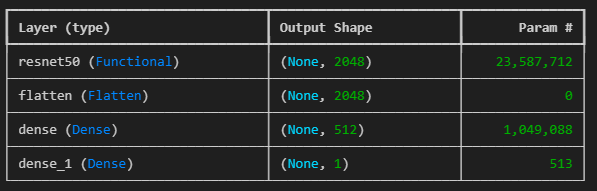 Layer (type) Output Shape Param #
resnet50 (Functional) (None, 2048) 23,587,712
flatten (Flatten) (None, 2048) 0
dense (Dense) (None, 512) 1,049,088
dense_1 (Dense) (None, 1) 513